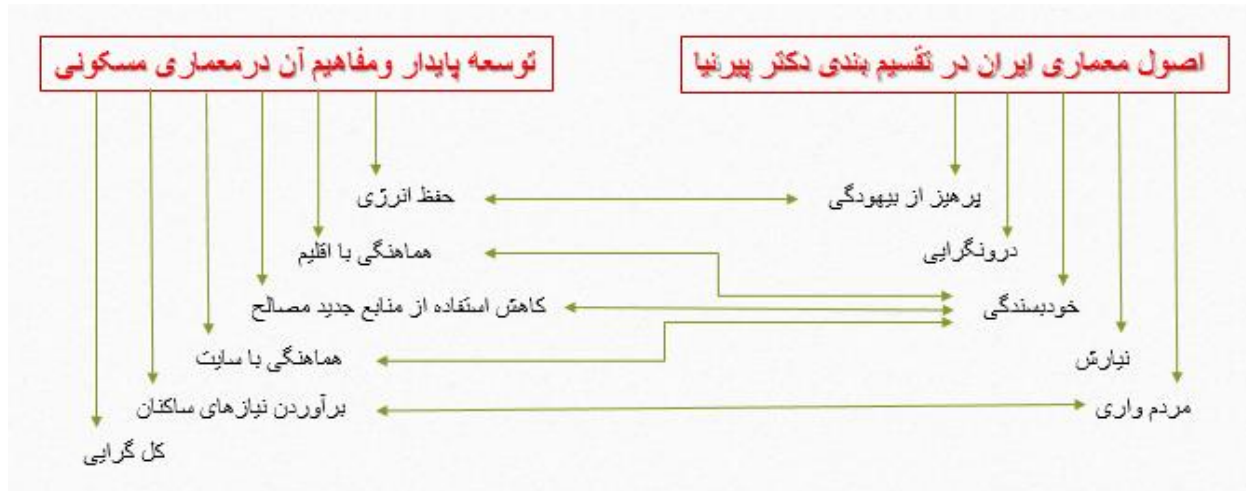 اصول معماری ایران در تقسیم بندی دکتر پیرنیا
توسعه پایدار ومفاهیم آن درمعماری مسکونی
پرهیز از بیهودگی
حفظ انرژی
درونگرایی
هماهنگی با اقلیم
خودبسندگی
کاهش استفاده از منابع جدید مصالح
نیارش
هماهنگی با سایت
مردم واری
برآوردن نیازهای ساکنان
کل گرایی